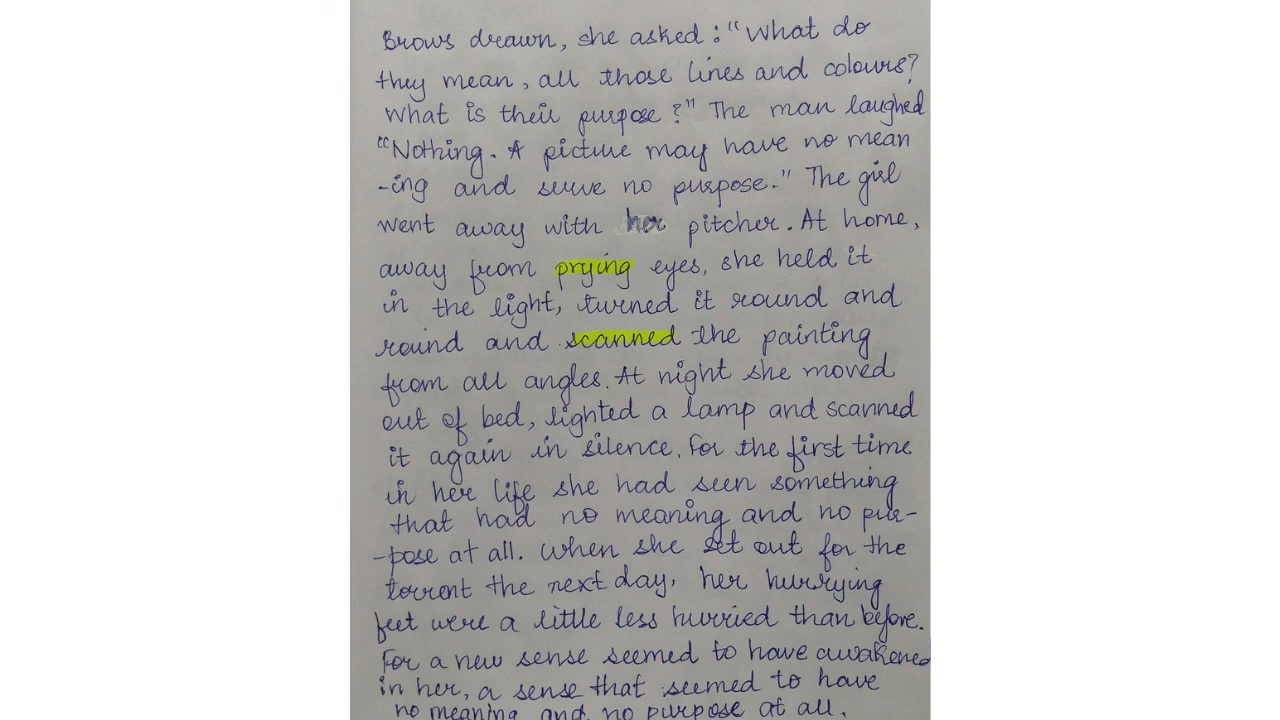 Brows drawn, she asked : "What do
they mean, all those lines and colours?
What is their purpose ?" The man laughed
"Nothing. A picture may have no mean
-ing and serve no purpose." The girl
went away with her pitcher. At home,
away from prying eyes, she held it
in the light, turned it round and
round and scanned the painting
from all angles. At night she moved
out of bed, lighted a lamp and scanned
it again in silence. For the first time
in her life she had seen something
that had no meaning and no pur-
-pose at all. When she set out for the
torrent the next day, her hurrying
feet were a little less hurried than before.
For a new sense seemed to have awakened
in her, a sense that seemed to have
no meaning and no purpose at all.